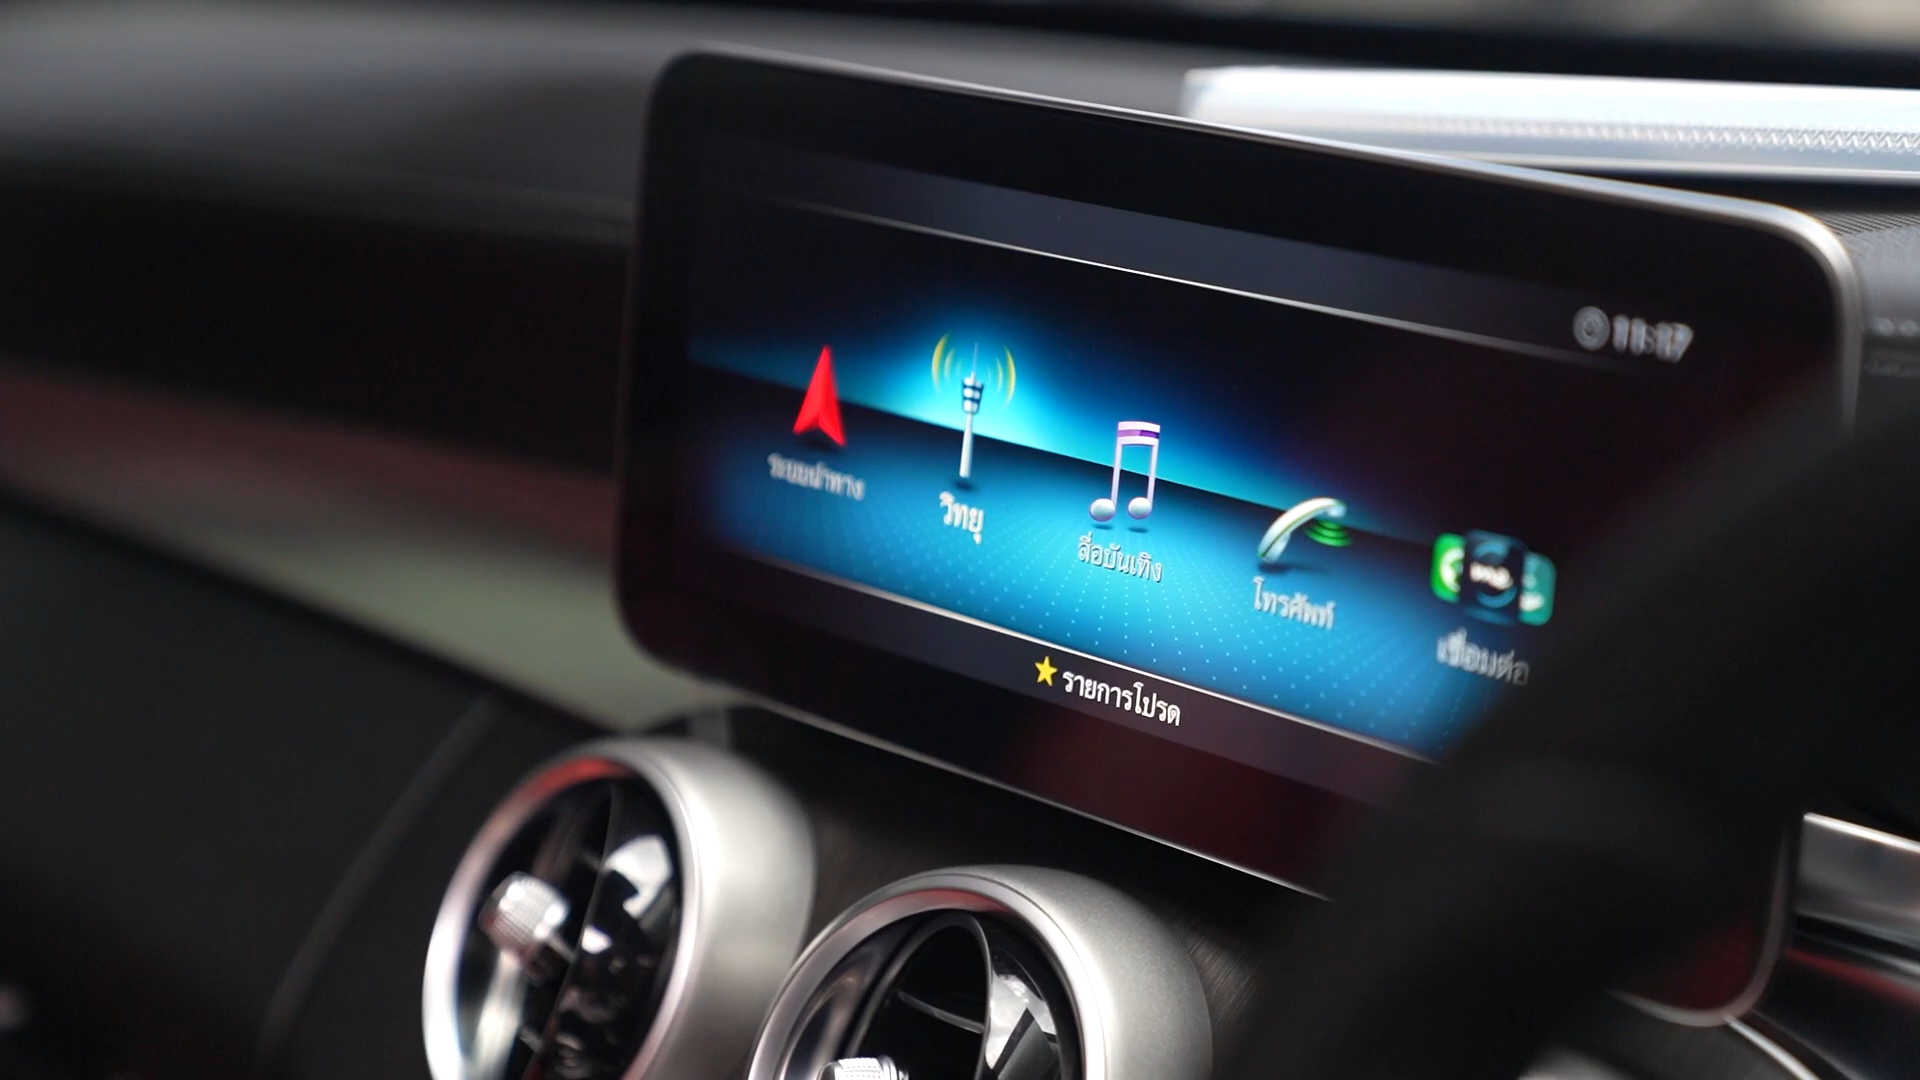 11:17
ระบบนำทาง
วิทยุ
สื่อบันเทิง
โทรศัพท์
เชื่อมต่อ
รายการโปรด